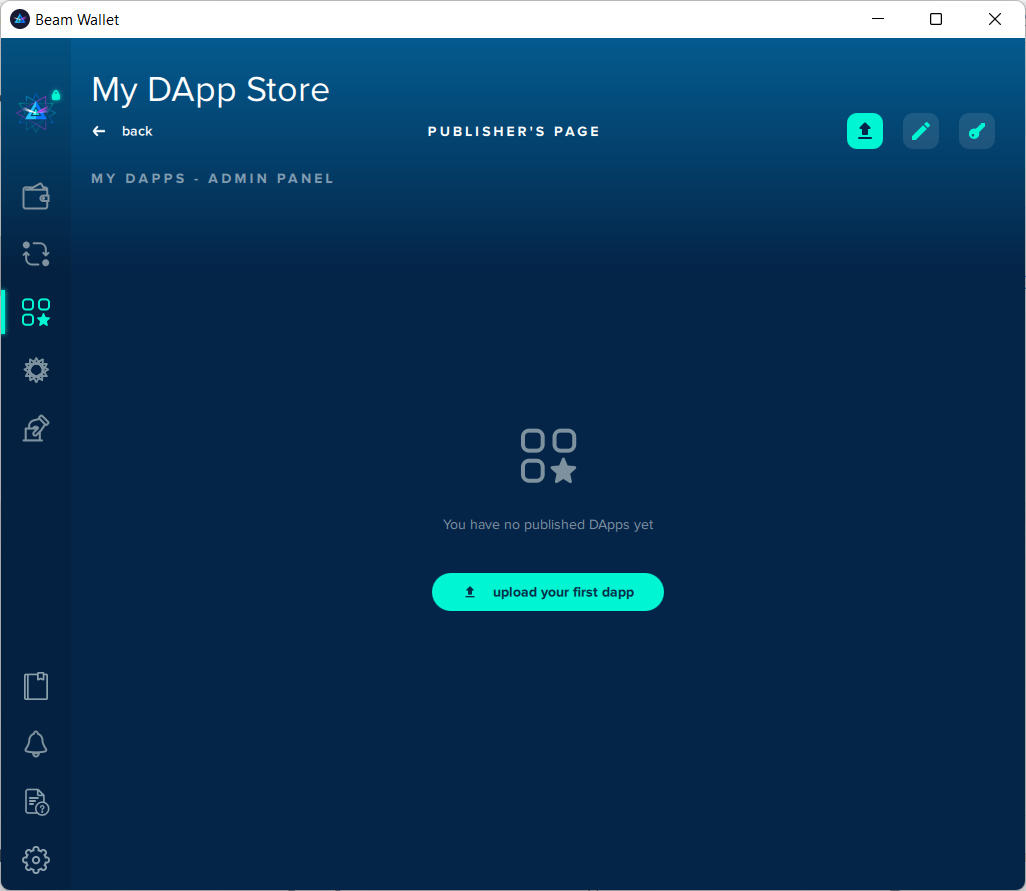 Beam Wallet
My DApp Store
back
PUBLISHER'S PAGE
MY DAPPS - ADMIN PANEL
You have no published DApps yet
upload your first dapp